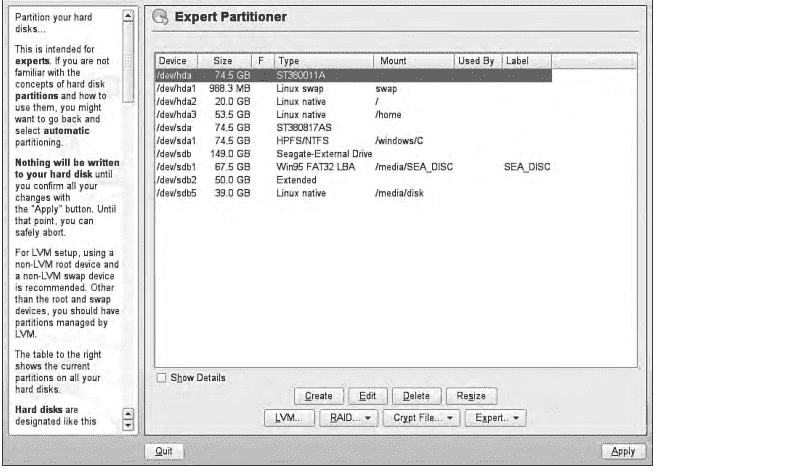 Partition your hard
disks...
This is intended for
experts. If you are not
familiar with the
concepts of hard disk
partitions and how to
use them, you might
want to go back and
select automatic
partitioning.
Nothing will be written
to your hard disk until
you confirm all your
changes with
the "Apply" button. Until
that point, you can
safely abort.
For LVM setup, using a
non-LVM root device and
a non-LVM swap device
is recommended. Other
than the root and swap
devices, you should have
partitions managed by
LVM.
The table to the right
shows the current
partitions on all your
hard disks.
Hard disks are
designated like this
Expert Partitioner
Device Size F Type Mount Used By Label
/dev/hda 74.5 GB ST380011A
/dev/hda1 988.3 MB Linux swap swap
/dev/hda2 20.0 GB Linux native /
/dev/hda3 53.5 GB Linux native /home
/dev/sda 74.5 GB ST380817AS
/dev/sda1 74.5 GB HPFS/NTFS /windows/C
/dev/sdb 149.0 GB Seagate-External Drive
/dev/sdb1 67.5 GB Win95 FAT32 LBA /media/SEA_DISC SEA_DISC
/dev/sdb2 50.0 GB Extended
/dev/sdb5 39.0 GB Linux native /media/disk
Show Details
Create Edit Delete Resize
LVM... RAID... Crypt File... Expert..
Quit Apply